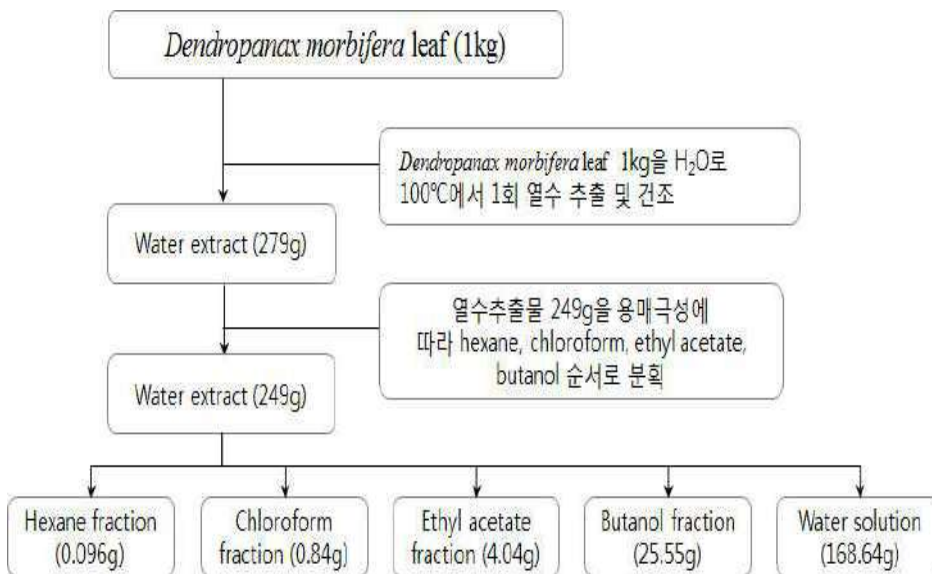 Dendropanax morbifera leaf (1kg)
Dendropanax morbifera leaf 1kg을 H₂O로
100℃에서 1회 열수 추출 및 건조
Water extract (279g)
열수추출물 249g을 용매극성에
따라 hexane, chloroform, ethyl acetate,
butanol 순서로 분획
Water extract (249g)
Hexane fraction
(0.096g)
Chloroform
fraction (0.84g)
Ethyl acetate
fraction (4.04g)
Butanol fraction
(25.55g)
Water solution
(168.64g)